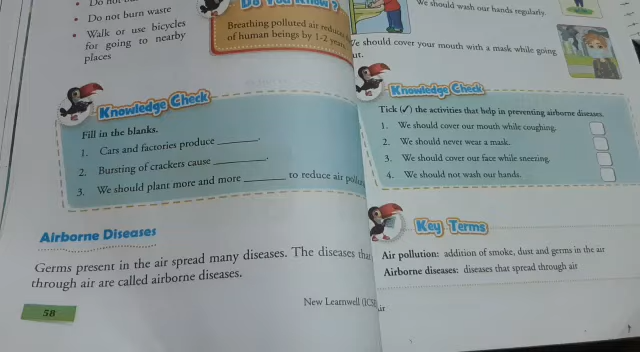 Do not burn waste
Walk or use bicycles
for going to nearby
places
Do You Know?
Breathing polluted air reduces
of human beings by 1-2 years.
Knowledge Check
Fill in the blanks.
1. Cars and factories produce ________.
2. Bursting of crackers cause ________.
3. We should plant more and more ________ to reduce air
Airborne Diseases
Germs present in the air spread many diseases. The diseases
through air are called airborne diseases.
58
New Learnwell
We should wash our hands regularly.
We should cover your mouth with a mask while going
Knowledge Check
Tick (✓) the activities that help in preventing airborne diseases.
1. We should cover our mouth while coughing.
2. We should never wear a mask.
3. We should cover our face while sneezing.
4. We should not wash our hands.
Key Terms
Air pollution: addition of smoke, dust and germs in the air
Airborne diseases: diseases that spread through air